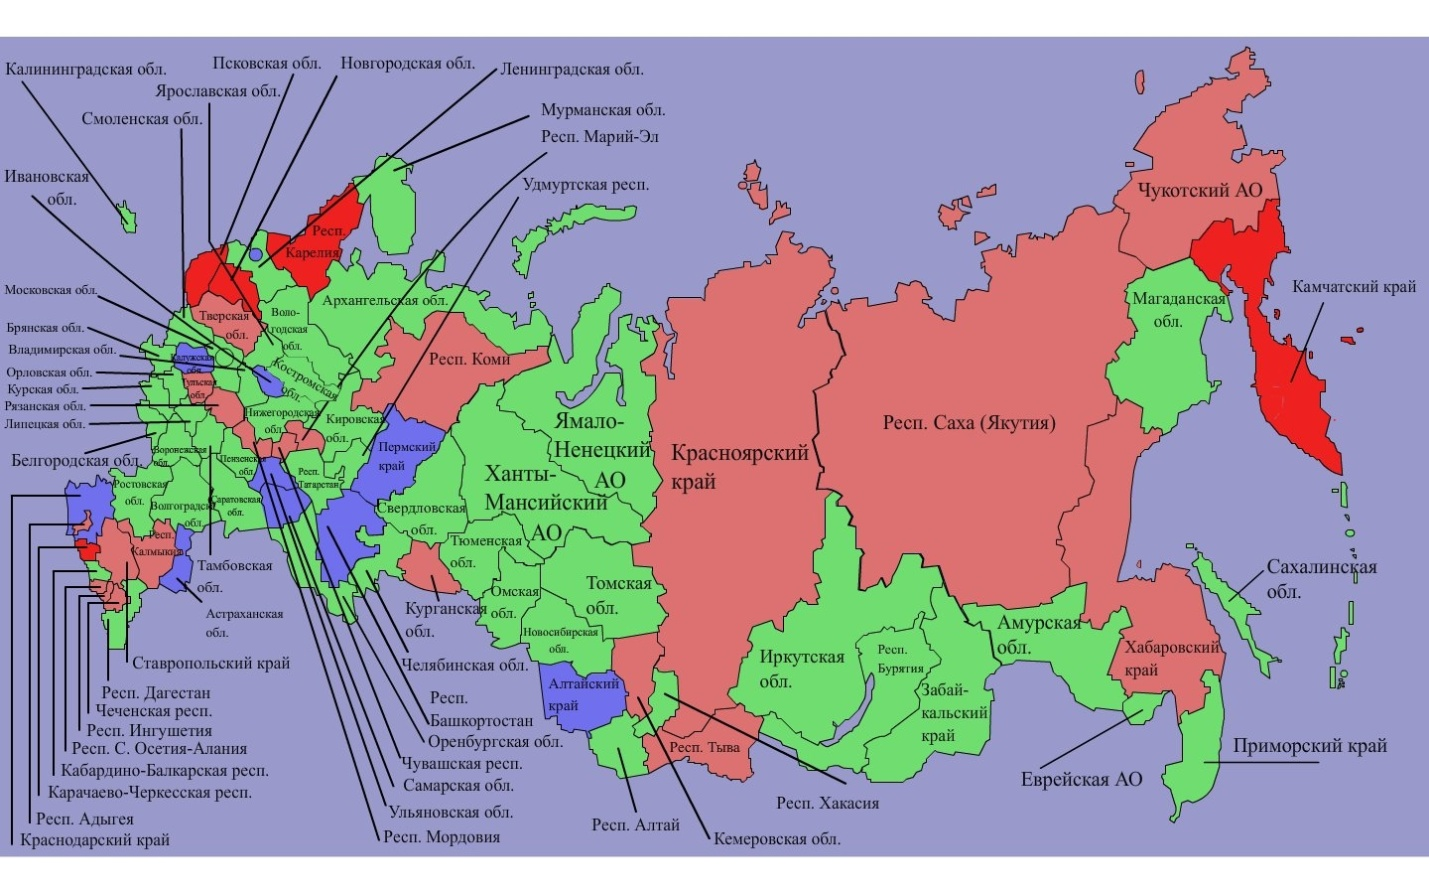 Калининградская обл.
Псковская обл.
Новгородская обл.
Ленинградская обл.
Ярославская обл.
Смоленская обл.
Мурманская обл.
Респ. Марий-Эл
Ивановская
обл.
Удмуртская респ.
Чукотский АО
Респ.
Карелия
Московская обл.
Архангельская обл.
Камчатский край
Магаданская
обл.
Тверская
обл.
Воло-
годская
обл.
Брянская обл.
Владимирская обл.
Калужская
обл.
Респ. Коми
Орловская обл.
Костромская
обл.
Курская обл.
Тульская
обл.
Рязанская обл.
Липецкая обл.
Нижегородская
обл.
Кировская
обл.
Ямало-
Ненецкий
АО
Красноярский
край
Респ. Саха (Якутия)
Белгородская обл.
Воронежская
обл.
Пензенская
обл.
Пермский
край
Респ.
Татарстан
Ханты-
Мансийский
АО
Ростовская
обл.
Волгоградская
обл.
Саратовская
обл.
Свердловская
обл.
Респ.
Калмыкия
Тюменская
обл.
Тамбовская
обл.
Астраханская
обл.
Курганская
обл.
Омская
обл.
Томская
обл.
Сахалинская
обл.
Новосибирская
обл.
Амурская
обл.
Хабаровский
край
Иркутская
обл.
Респ.
Бурятия
Забай-
кальский
край
Ставропольский край
Челябинская обл.
Алтайский
край
Респ. Дагестан
Чеченская респ.
Респ. Ингушетия
Респ. С. Осетия-Алания
Кабардино-Балкарская респ.
Карачаево-Черкесская респ.
Респ. Адыгея
Краснодарский край
Респ.
Башкортостан
Оренбургская обл.
Чувашская респ.
Самарская обл.
Ульяновская обл.
Респ. Мордовия
Респ. Тыва
Приморский край
Еврейская АО
Респ. Хакасия
Респ. Алтай
Кемеровская обл.